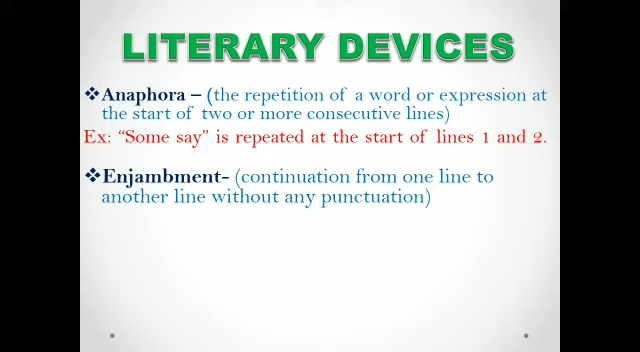 LITERARY DEVICES
❖Anaphora – (the repetition of a word or expression at
the start of two or more consecutive lines)
Ex: “Some say” is repeated at the start of lines 1 and 2.
❖Enjambment- (continuation from one line to
another line without any punctuation)